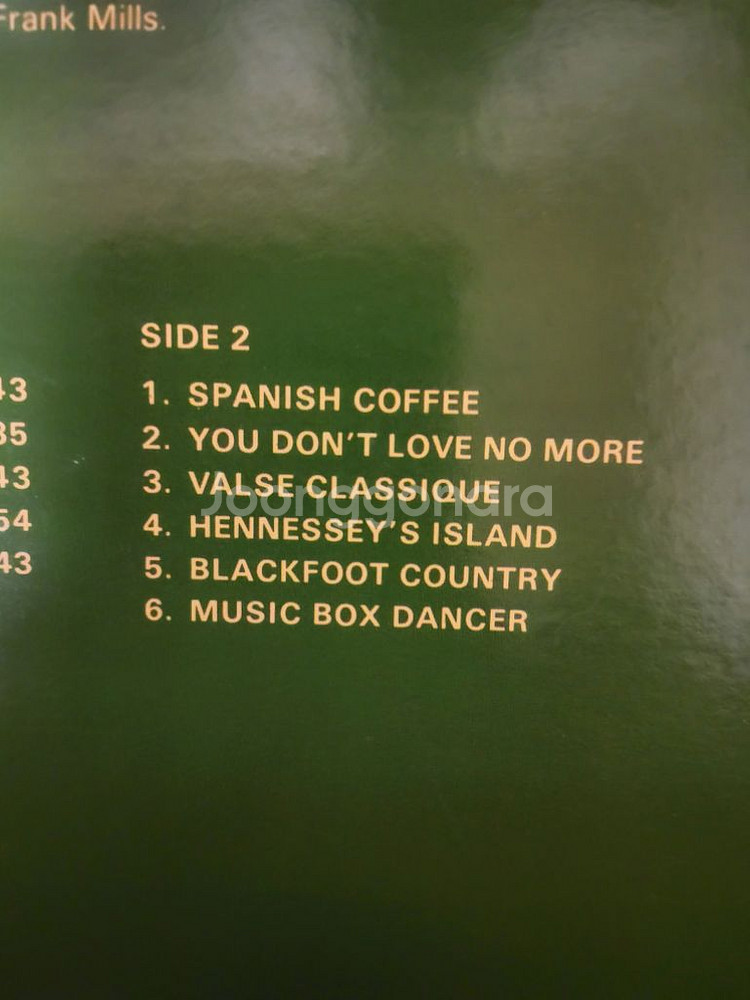 Frank Mills.
SIDE 2
43
1. SPANISH COFFEE
35
2. YOU DON'T LOVE NO MORE
43
3. VALSE CLASSIQUE
Joonggonara
54
4. HENNESSEY'S ISLAND
43
5. BLACKFOOT COUNTRY
6. MUSIC BOX DANCER